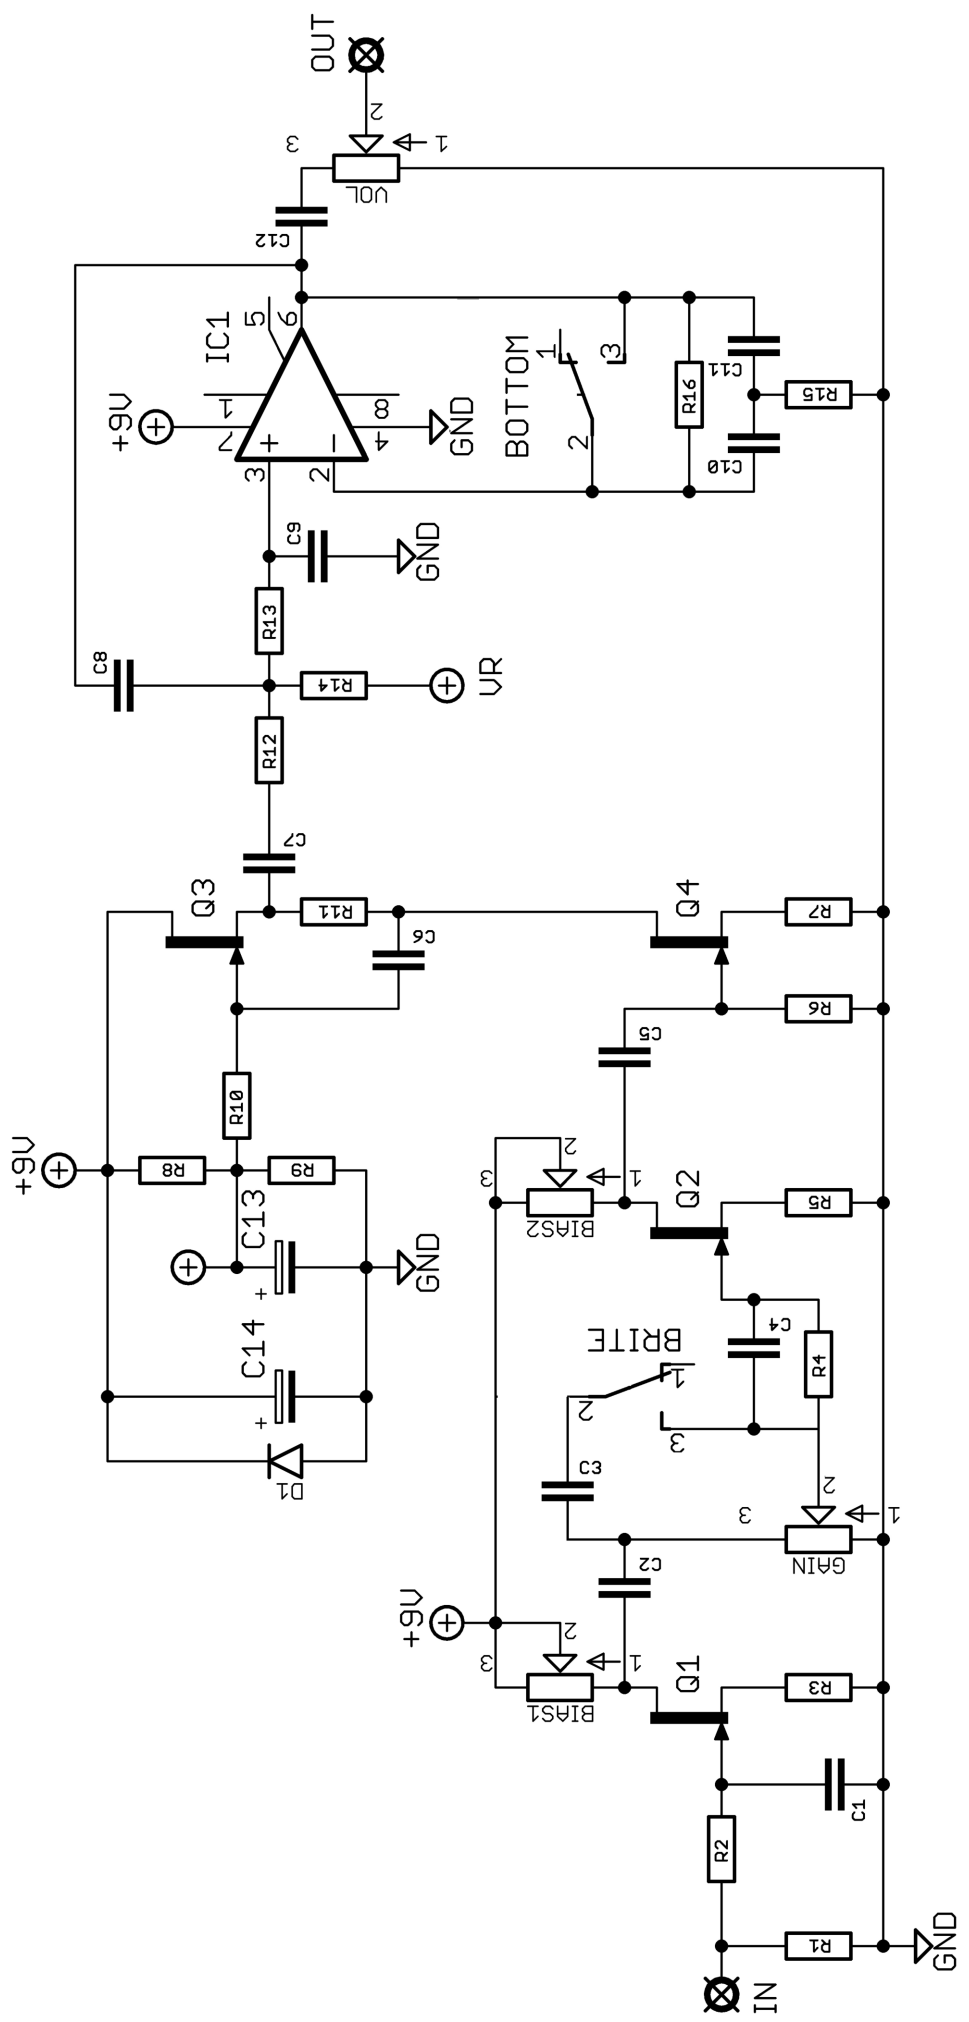 OUT
2
3
1
VOL
C12
IC1
5
6
+9V
1
7
8
4
GND
3
2
+
−
BOTTOM
1
3
2
C11
R16
R15
C10
C9
GND
R13
C8
R14
VR
R12
C7
Q3
R11
C6
Q4
R7
C5
R6
R10
+9V
R8
R9
C13
+
GND
C14
+
D1
2
3
1
BIAS2
Q2
R5
C4
R4
BRITE
1
2
3
C3
2
3
1
GAIN
C2
+9V
2
3
1
BIAS1
Q1
R3
C1
R2
R1
IN
GND